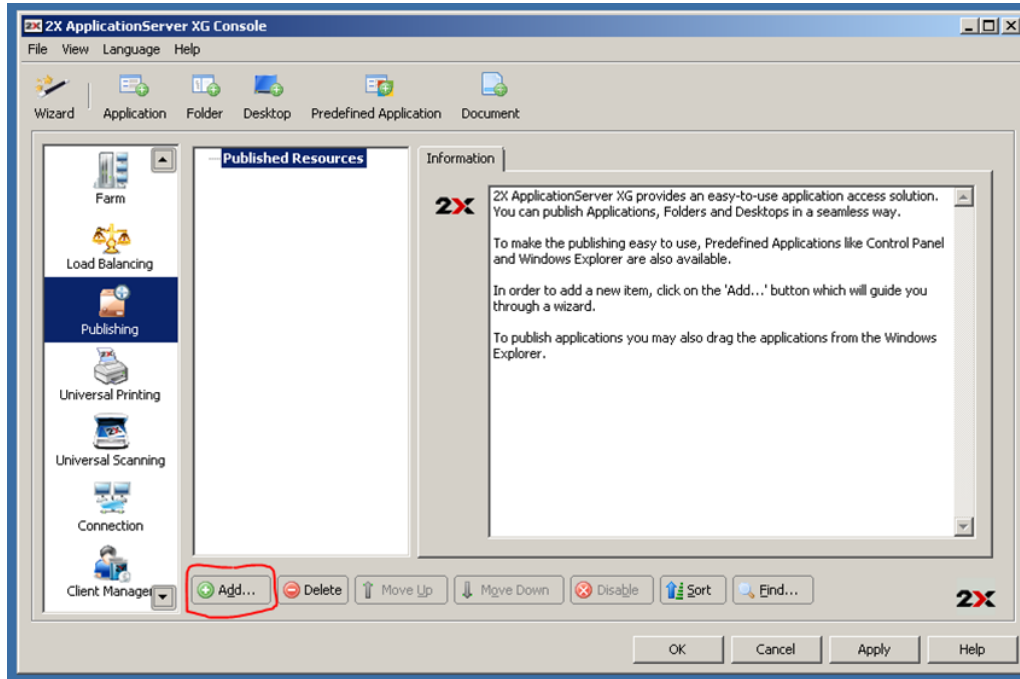 2X ApplicationServer XG Console
File View Language Help
Wizard Application Folder Desktop Predefined Application Document
Farm
Load Balancing
Publishing
Universal Printing
Universal Scanning
Connection
Client Manager
Published Resources
Information
2X
2X ApplicationServer XG provides an easy-to-use application access solution.
You can publish Applications, Folders and Desktops in a seamless way.
To make the publishing easy to use, Predefined Applications like Control Panel
and Windows Explorer are also available.
In order to add a new item, click on the 'Add...' button which will guide you
through a wizard.
To publish applications you may also drag the applications from the Windows
Explorer.
Add... Delete Move Up Move Down Disable Sort Find...
2X
OK Cancel Apply Help